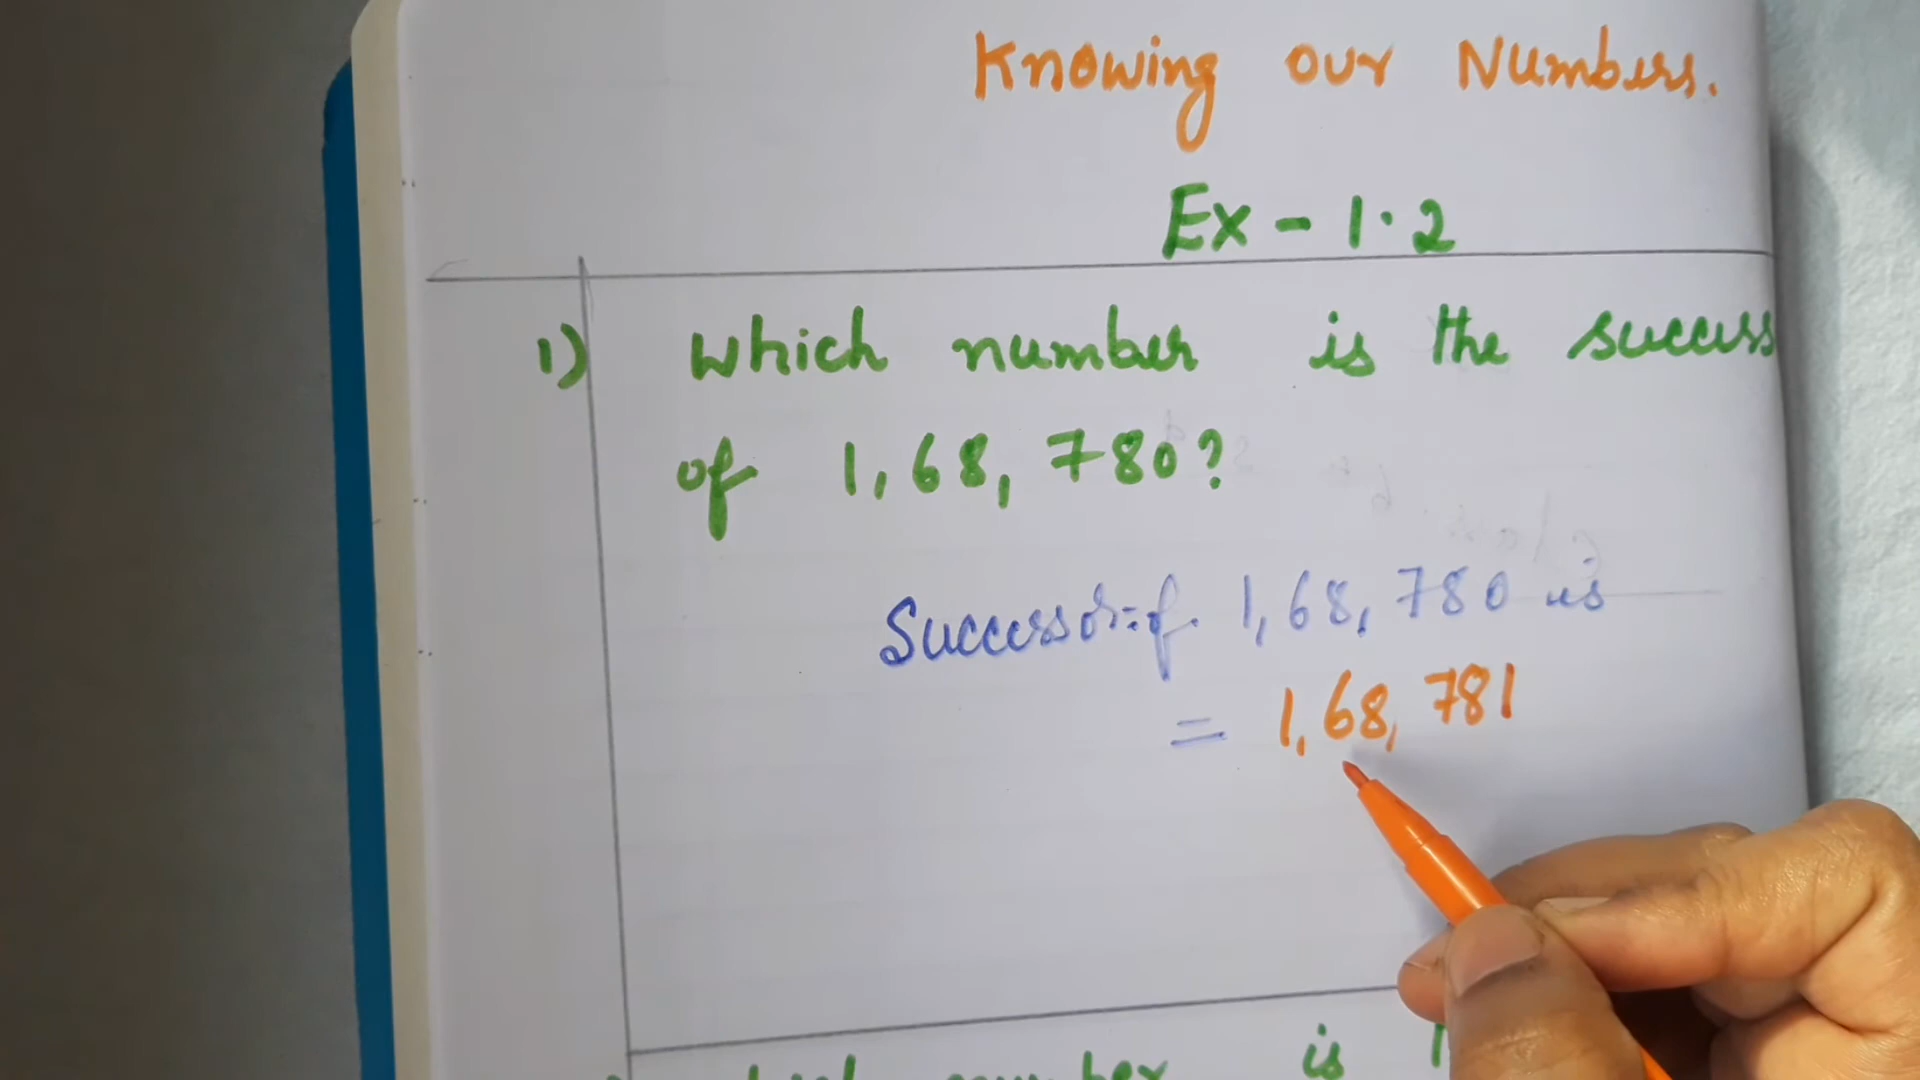 Knowing our Numbers.
Ex - 1.2
1) which number is the success
of 1,68,780?
Successor of 1,68,780 is
= 1,68,781
number is